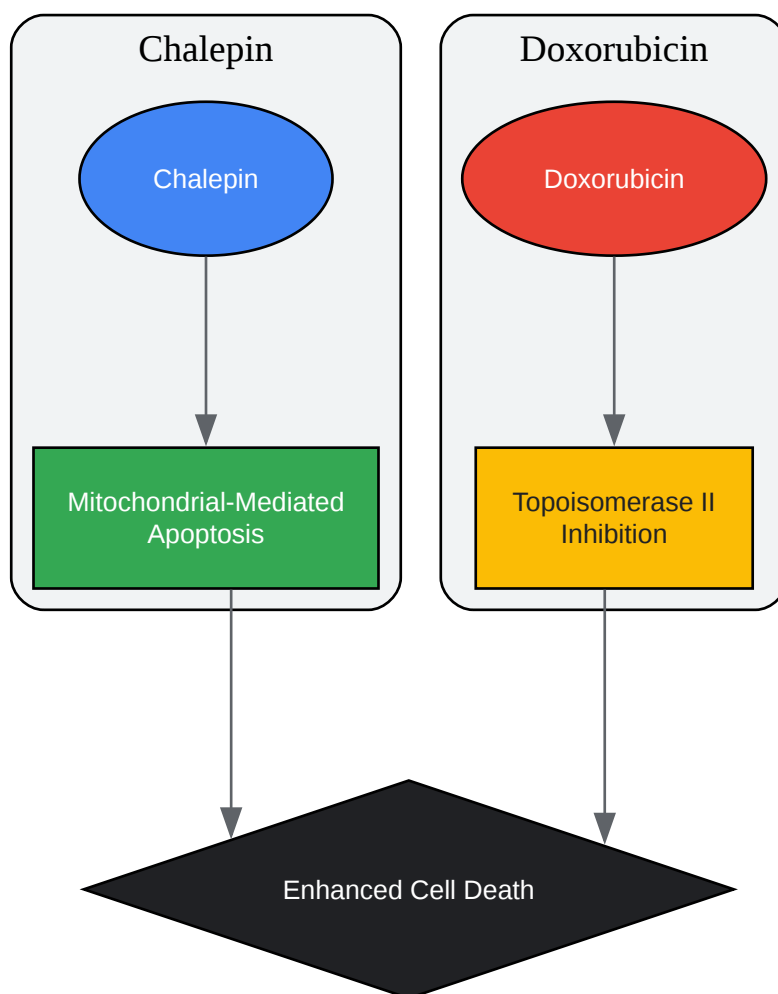 Chalepin
Chalepin
Mitochondrial-Mediated
Apoptosis
Doxorubicin
Doxorubicin
Topoisomerase II
Inhibition
Enhanced Cell Death